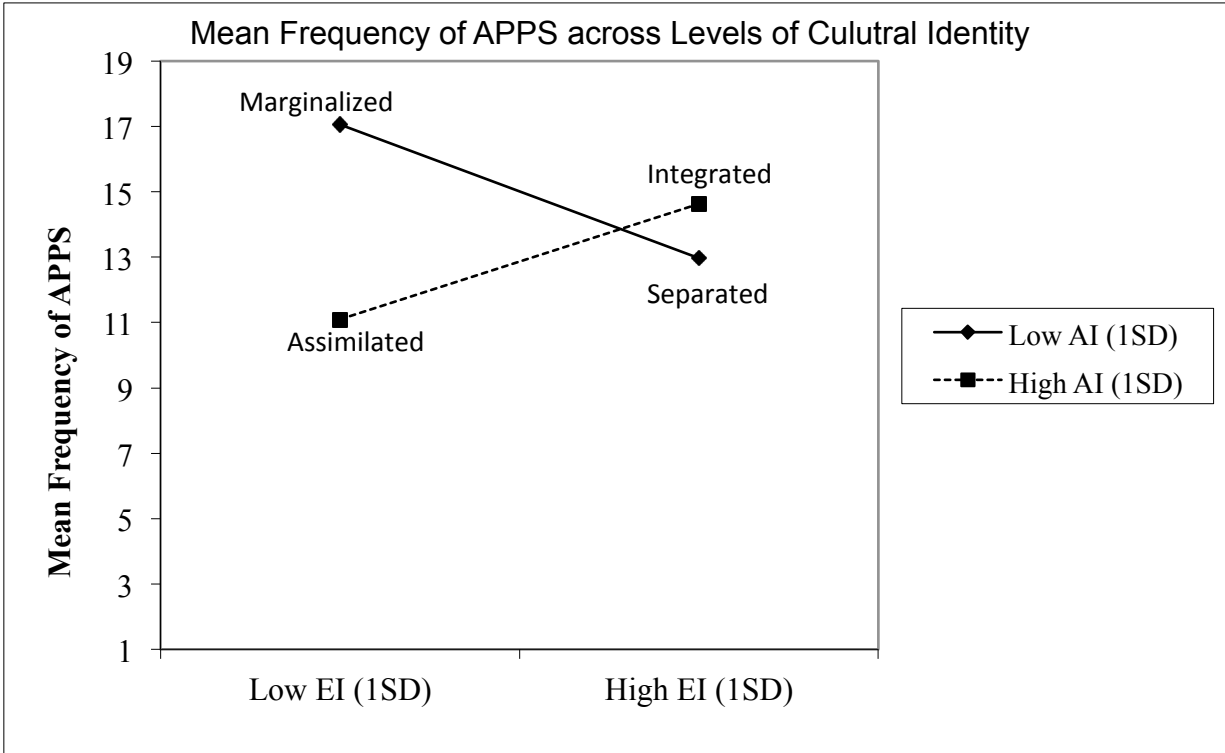 Mean Frequency of APPS across Levels of Culutral Identity
19
17
15
13
11
9
7
5
3
1
Mean Frequency of APPS
Marginalized
Integrated
Separated
Assimilated
Low EI (1SD)
High EI (1SD)
Low AI (1SD)
High AI (1SD)